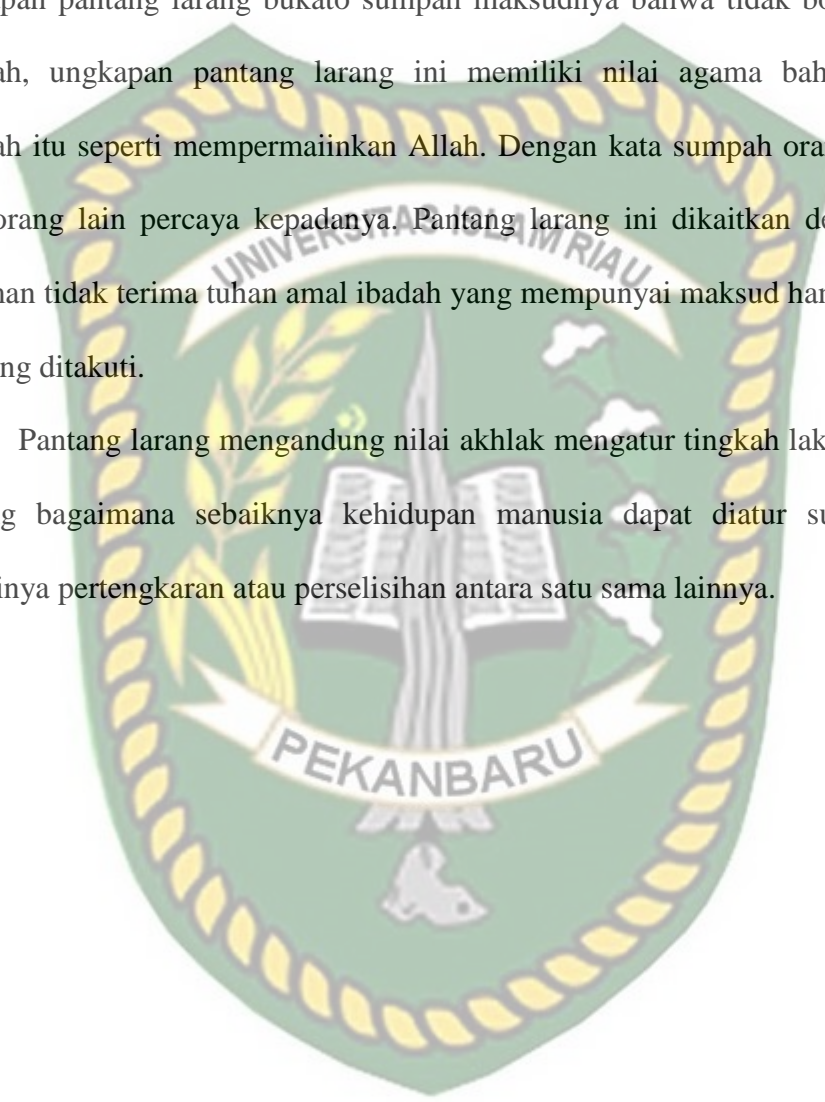 pan pantang larang bukato sumpah maksudnya bahwa tidak bo
ah, ungkapan pantang larang ini memiliki nilai agama bah
ah itu seperti mempermaiinkan Allah. Dengan kata sumpah ora
orang lain percaya kepadanya. Pantang larang ini dikaitkan de
UNIVERSITAS ISLAM RIAU
nan tidak terima tuhan amal ibadah yang mempunyai maksud han
ng ditakuti.
Pantang larang mengandung nilai akhlak mengatur tingkah lak
g bagaimana sebaiknya kehidupan manusia dapat diatur su
inya pertengkaran atau perselisihan antara satu sama lainnya.
PEKANBARU